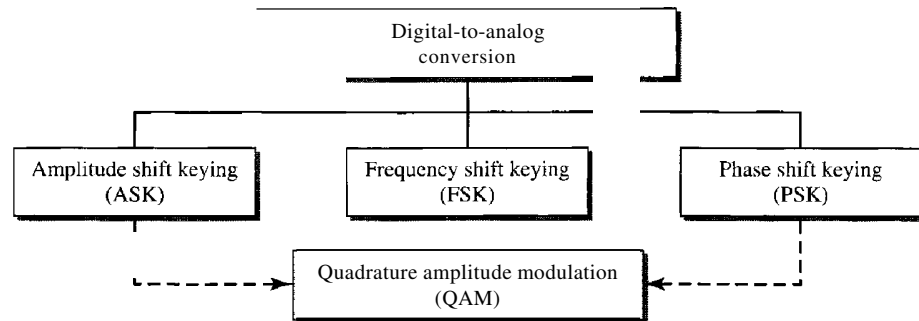 Digital-to-analog
conversion
Amplitude shift keying
(ASK)
Frequency shift keying
(FSK)
Phase shift keying
(PSK)
Quadrature amplitude modulation
(QAM)